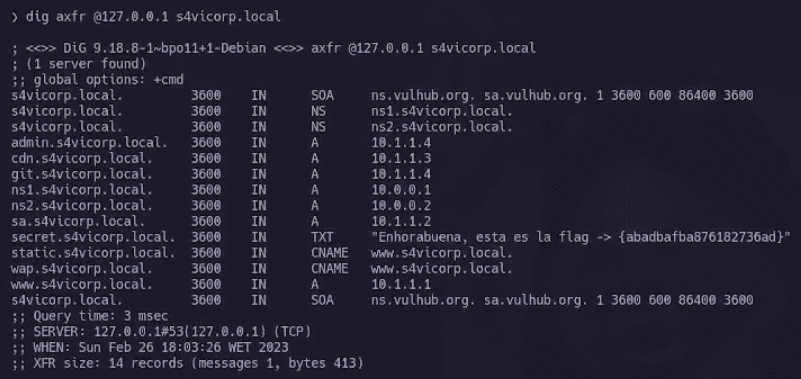 ❯ dig axfr @127.0.0.1 s4vicorp.local
; <<>> DiG 9.18.8-1~bpo11+1-Debian <<>> axfr @127.0.0.1 s4vicorp.local
; (1 server found)
;; global options: +cmd
s4vicorp.local. 3600 IN SOA ns.vulhub.org. sa.vulhub.org. 1 3600 600 86400 3600
s4vicorp.local. 3600 IN NS ns1.s4vicorp.local.
s4vicorp.local. 3600 IN NS ns2.s4vicorp.local.
admin.s4vicorp.local. 3600 IN A 10.1.1.4
cdn.s4vicorp.local. 3600 IN A 10.1.1.3
git.s4vicorp.local. 3600 IN A 10.1.1.4
ns1.s4vicorp.local. 3600 IN A 10.0.0.1
ns2.s4vicorp.local. 3600 IN A 10.0.0.2
sa.s4vicorp.local. 3600 IN A 10.1.1.2
secret.s4vicorp.local. 3600 IN TXT "Enhorabuena, esta es la flag -> {abadbafba876182736ad}"
static.s4vicorp.local. 3600 IN CNAME www.s4vicorp.local.
wap.s4vicorp.local. 3600 IN CNAME www.s4vicorp.local.
www.s4vicorp.local. 3600 IN A 10.1.1.1
s4vicorp.local. 3600 IN SOA ns.vulhub.org. sa.vulhub.org. 1 3600 600 86400 3600
;; Query time: 3 msec
;; SERVER: 127.0.0.1#53(127.0.0.1) (TCP)
;; WHEN: Sun Feb 26 18:03:26 WET 2023
;; XFR size: 14 records (messages 1, bytes 413)